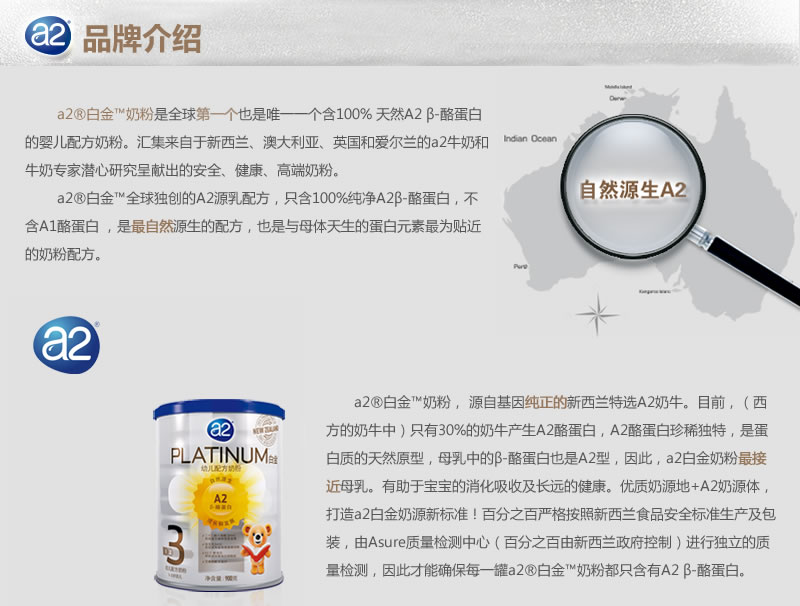 a2 品牌介绍
a2®白金™奶粉是全球第一个也是唯一一个含100% 天然A2 β-酪蛋白
的婴儿配方奶粉。汇集来自于新西兰、澳大利亚、英国和爱尔兰的a2牛奶和
牛奶专家潜心研究呈献出的安全、健康、高端奶粉。
a2®白金™全球独创的A2源乳配方，只含100%纯净A2β-酪蛋白，不
含A1酪蛋白 ，是最自然源生的配方，也是与母体天生的蛋白元素最为贴近
的奶粉配方。
Indian Ocean
自然源生A2
Perth
Kangaroo Island
a2®
a2®白金™奶粉， 源自基因纯正的新西兰特选A2奶牛。目前，（ 西
方的奶牛中 ）只有30%的奶牛产生A2酪蛋白，A2酪蛋白珍稀独特，是蛋
白质的天然原型，母乳中的β-酪蛋白也是A2型，因此，a2白金奶粉最接
近母乳。有助于宝宝的消化吸收及长远的健康。优质奶源地+A2奶源体，
打造a2白金奶源新标准！百分之百严格按照新西兰食品安全标准生产及包
装，由Asure质量检测中心（ 百分之百由新西兰政府控制 ）进行独立的质
量检测，因此才能确保每一罐a2®白金™奶粉都只含有A2 β-酪蛋白。
a2
NEW ZEALAND
PLATINUM白金
幼儿配方奶粉
自然源生
A2
β-酪蛋白
3
净含量: 900克